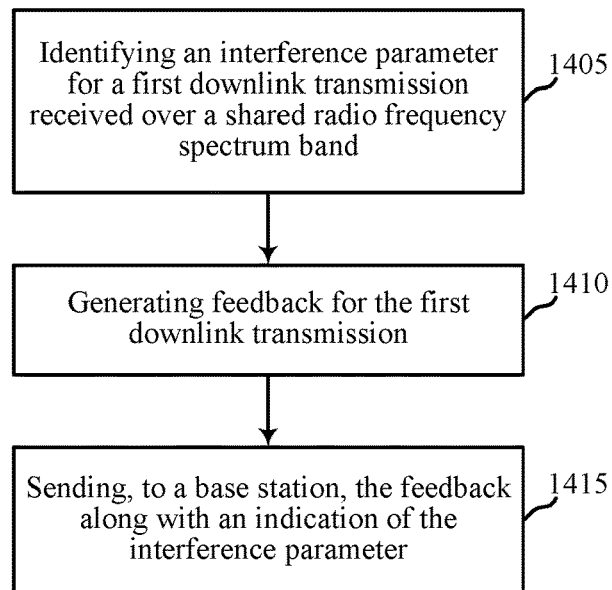 Identifying an interference parameter
for a first downlink transmission
received over a shared radio frequency
spectrum band
1405
Generating feedback for the first
downlink transmission
1410
Sending, to a base station, the feedback
along with an indication of the
interference parameter
1415